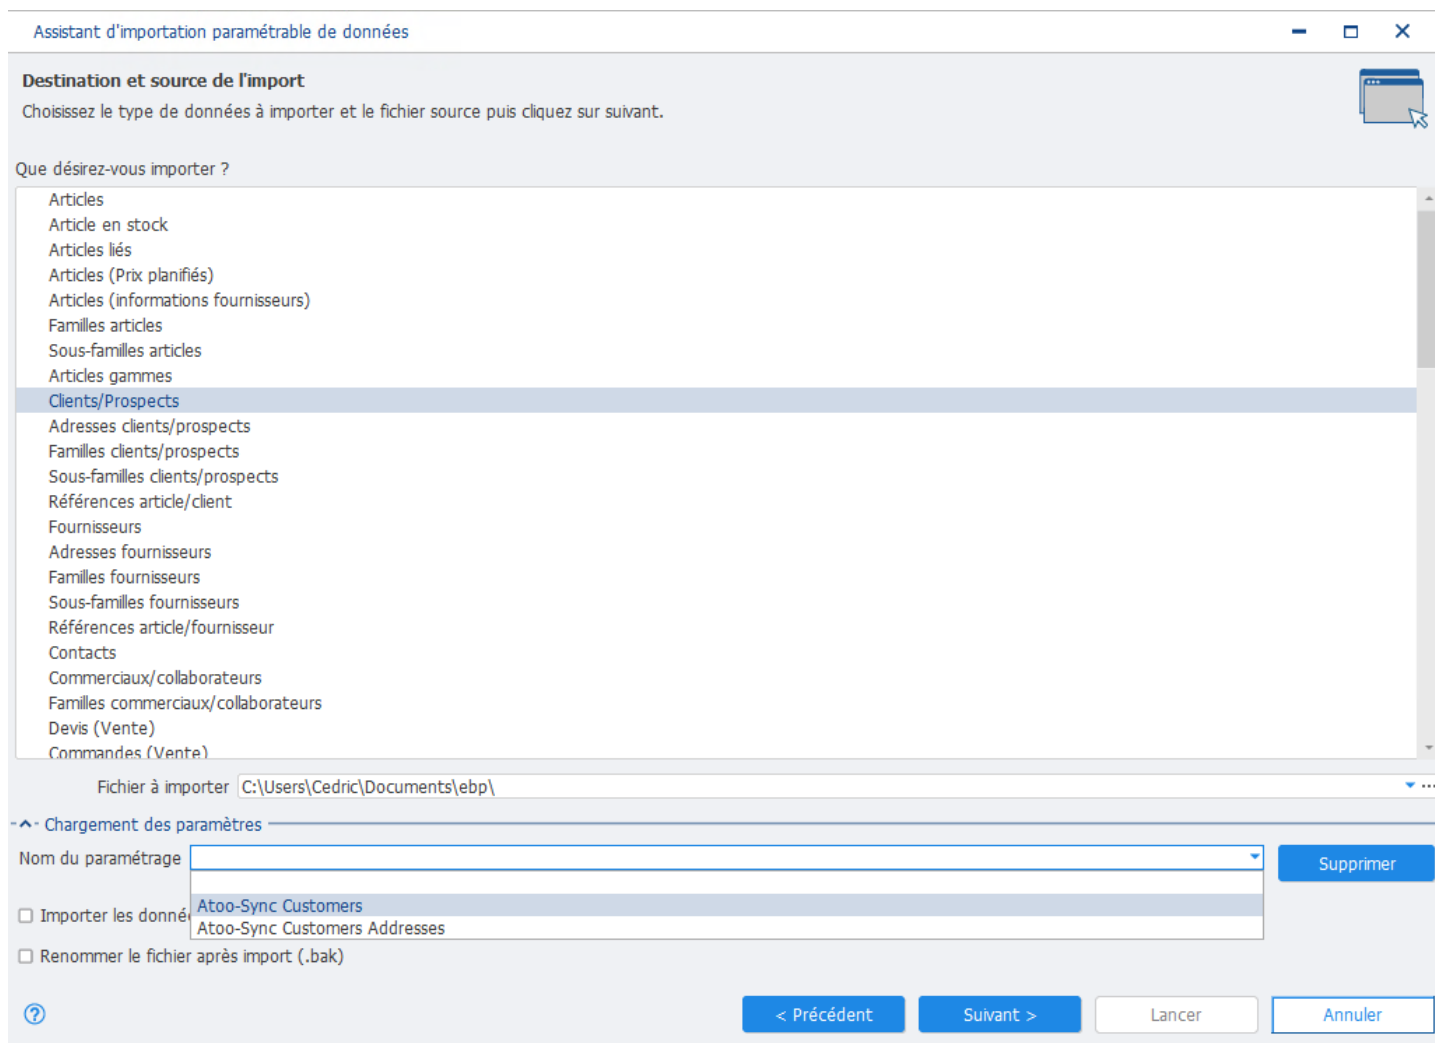 Assistant d'importation paramétrable de données
Destination et source de l'import
Choisissez le type de données à importer et le fichier source puis cliquez sur suivant.
Que désirez-vous importer ?
Articles
Article en stock
Articles liés
Articles (Prix planifiés)
Articles (informations fournisseurs)
Familles articles
Sous-familles articles
Articles gammes
Clients/Prospects
Adresses clients/prospects
Familles clients/prospects
Sous-familles clients/prospects
Références article/client
Fournisseurs
Adresses fournisseurs
Familles fournisseurs
Sous-familles fournisseurs
Références article/fournisseur
Contacts
Commerciaux/collaborateurs
Familles commerciaux/collaborateurs
Devis (Vente)
Commandes (Vente)
Fichier à importer C:\Users\Cedric\Documents\ebp\
Chargement des paramètres
Nom du paramétrage
Supprimer
Atoo-Sync Customers
Importer les donné
Atoo-Sync Customers Addresses
Renommer le fichier après import (.bak)
? < Précédent Suivant > Lancer Annuler